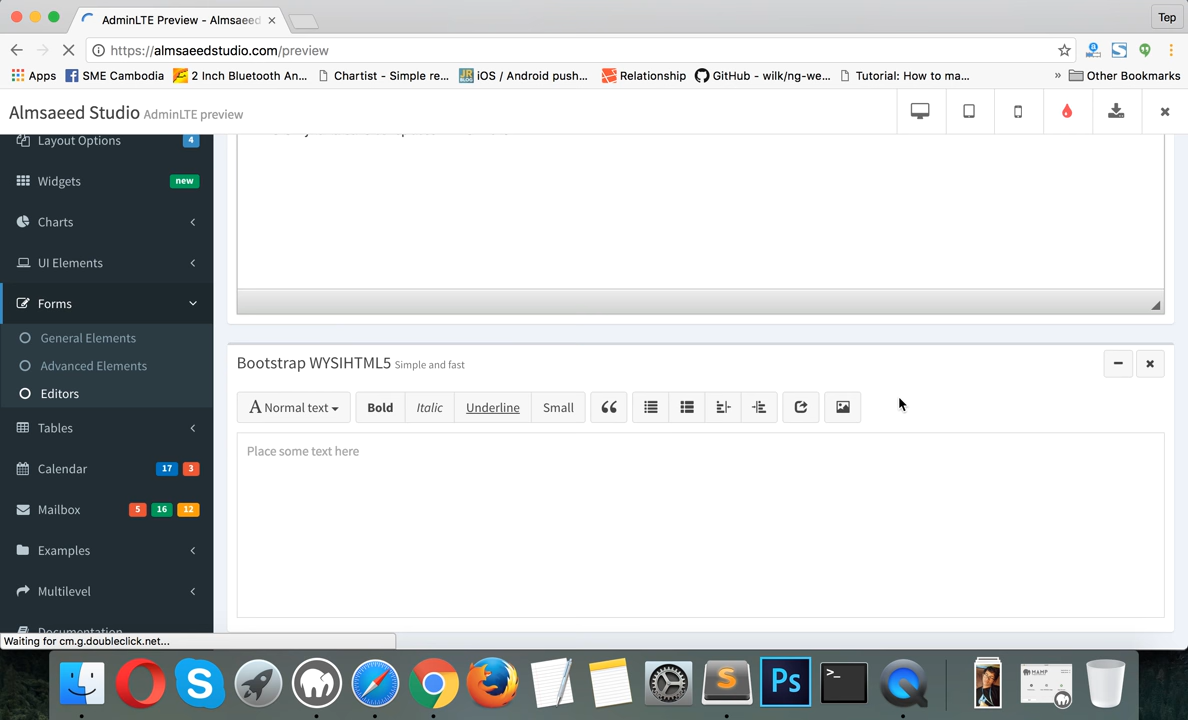 AdminLTE Preview - Almsaeed
Tep
https://almsaeedstudio.com/preview
Apps
SME Cambodia
2 Inch Bluetooth An...
Chartist - Simple re...
iOS / Android push...
Relationship
GitHub - wilk/ng-we...
Tutorial: How to ma...
»
Other Bookmarks
Almsaeed Studio AdminLTE preview
Layout Options 4
Widgets new
Charts
UI Elements
Forms
General Elements
Advanced Elements
Editors
Tables
Calendar 17 3
Mailbox 5 16 12
Examples
Multilevel
Documentation
Bootstrap WYSIHTML5 Simple and fast
A Normal text
Bold
Italic
Underline
Small
Place some text here
Waiting for cm.g.doubleclick.net...
S
Ps
>_
S
MAMP